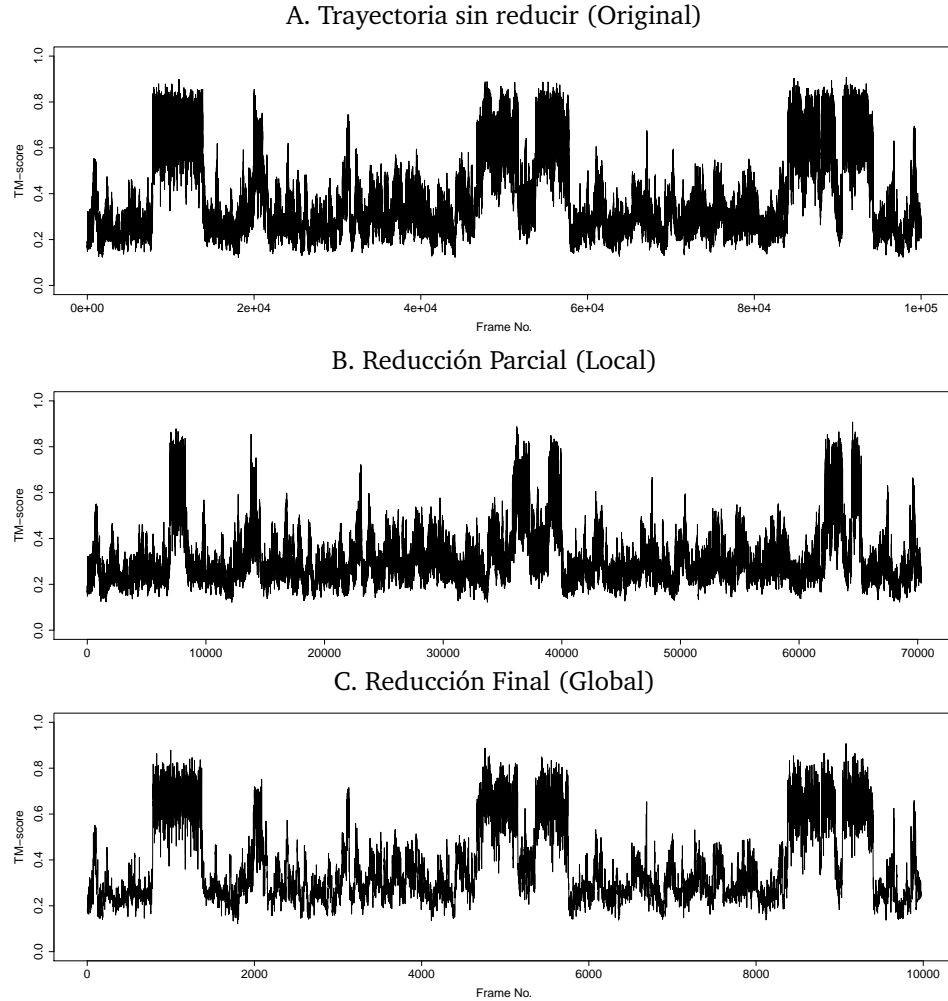 A. Trayectoria sin reducir (Original)
1.0
0.8
0.6
0.4
0.2
0.0
TM−score
0e+00 2e+04 4e+04 6e+04 8e+04 1e+05
Frame No.
B. Reducción Parcial (Local)
1.0
0.8
0.6
0.4
0.2
0.0
TM−score
0 10000 20000 30000 40000 50000 60000 70000
C. Reducción Final (Global)
1.0
0.8
0.6
0.4
0.2
0.0
TM−score
0 2000 4000 6000 8000 10000
Frame No.